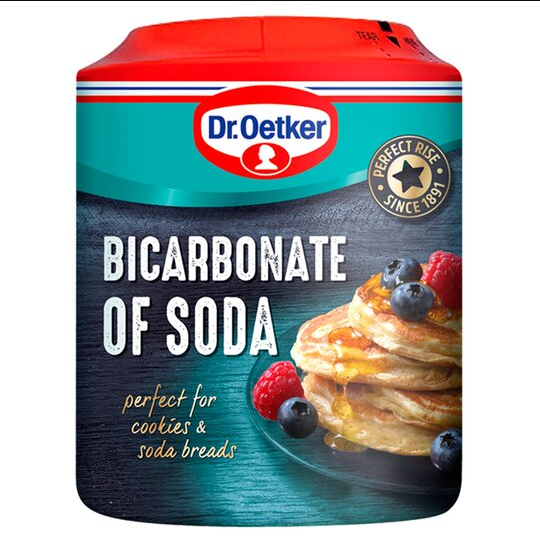 TEAR
Dr.Oetker
PERFECT RISE
SINCE 1891
BICARBONATE
OF SODA
perfect for
cookies &
soda breads